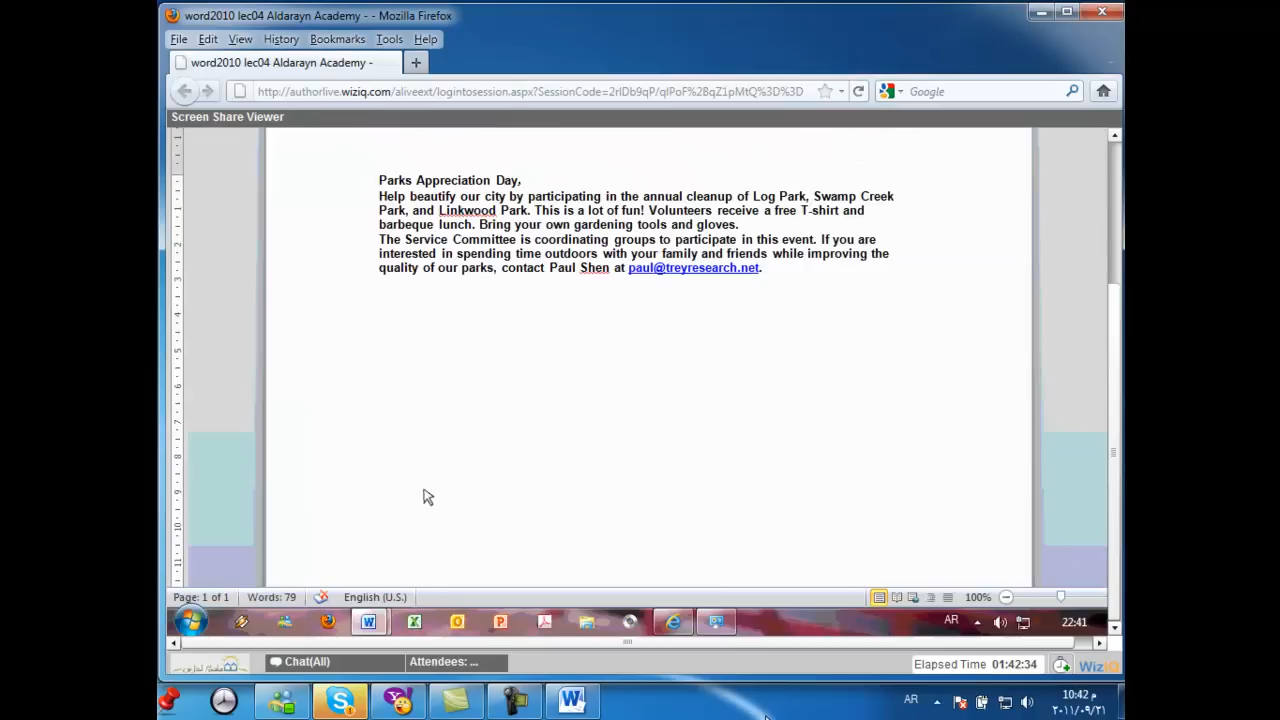 word2010 lec04 Aldarayn Academy - - Mozilla Firefox
File Edit View History Bookmarks Tools Help
word2010 lec04 Aldarayn Academy -
http://authorlive.wiziq.com/aliveext/logintosession.aspx?SessionCode=2rIDb9qP/qlPoF%2BqZ1pMtQ%3D%3D
Google
Screen Share Viewer
Parks Appreciation Day,
Help beautify our city by participating in the annual cleanup of Log Park, Swamp Creek
Park, and Linkwood Park. This is a lot of fun! Volunteers receive a free T-shirt and
barbeque lunch. Bring your own gardening tools and gloves.
The Service Committee is coordinating groups to participate in this event. If you are
interested in spending time outdoors with your family and friends while improving the
quality of our parks, contact Paul Shen at paul@treyresearch.net.
Page: 1 of 1 Words: 79 English (U.S.) 100%
AR 22:41
Chat(All) Attendees: ... Elapsed Time 01:42:34 WizIQ
AR 10:42 م
٢٠١١/٠٩/٢١